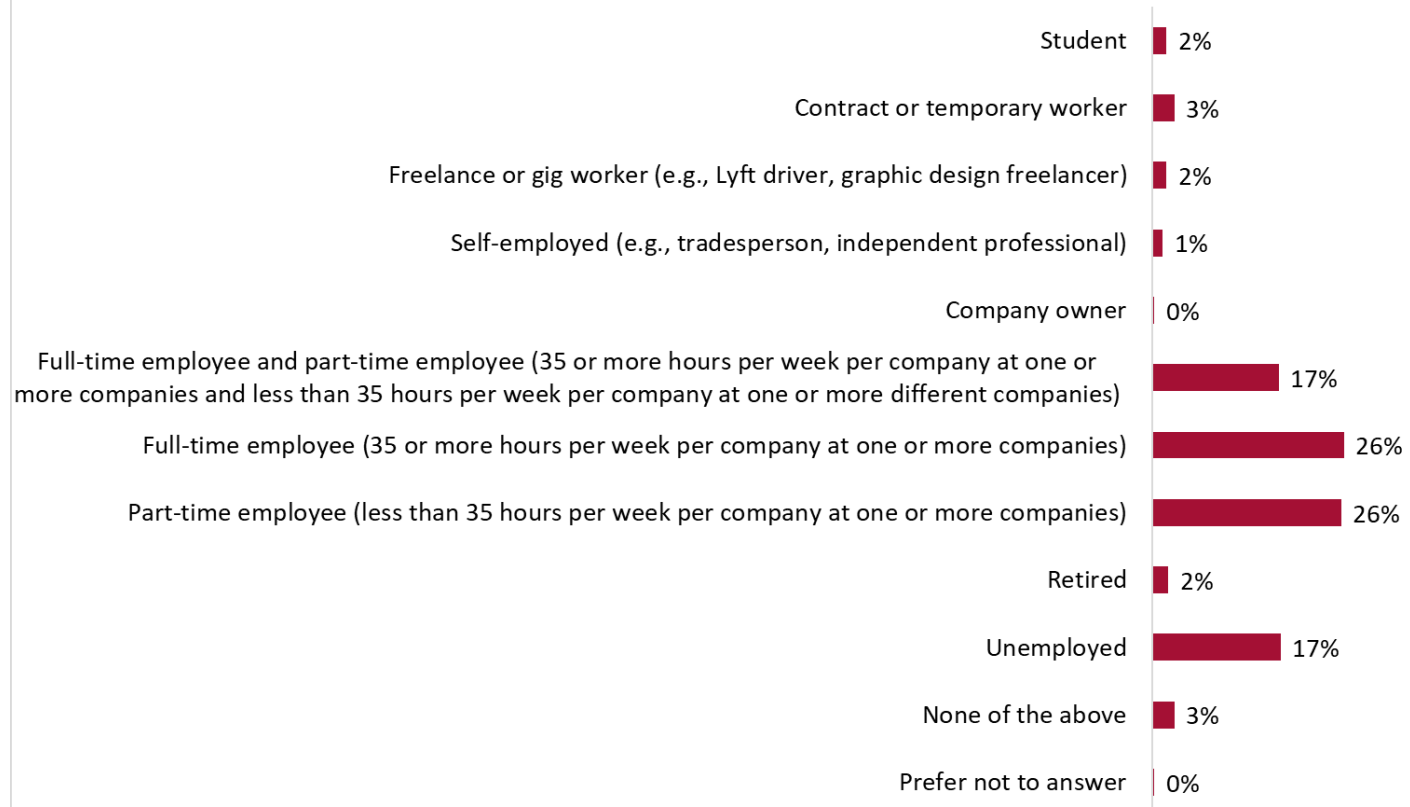 Student 2%
Contract or temporary worker 3%
Freelance or gig worker (e.g., Lyft driver, graphic design freelancer) 2%
Self-employed (e.g., tradesperson, independent professional) 1%
Company owner 0%
Full-time employee and part-time employee (35 or more hours per week per company at one or
more companies and less than 35 hours per week per company at one or more different companies) 17%
Full-time employee (35 or more hours per week per company at one or more companies) 26%
Part-time employee (less than 35 hours per week per company at one or more companies) 26%
Retired 2%
Unemployed 17%
None of the above 3%
Prefer not to answer 0%